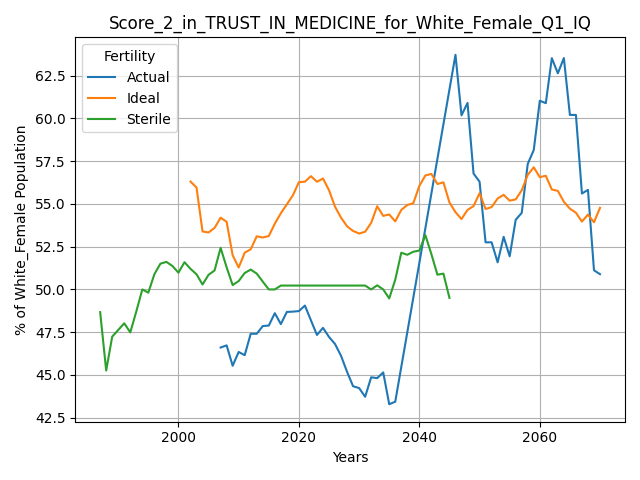 Score_2_in_TRUST_IN_MEDICINE_for_White_Female_Q1_IQ
Fertility
Actual
Ideal
Sterile
% of White_Female Population
62.5
60.0
57.5
55.0
52.5
50.0
47.5
45.0
42.5
2000
2020
2040
2060
Years